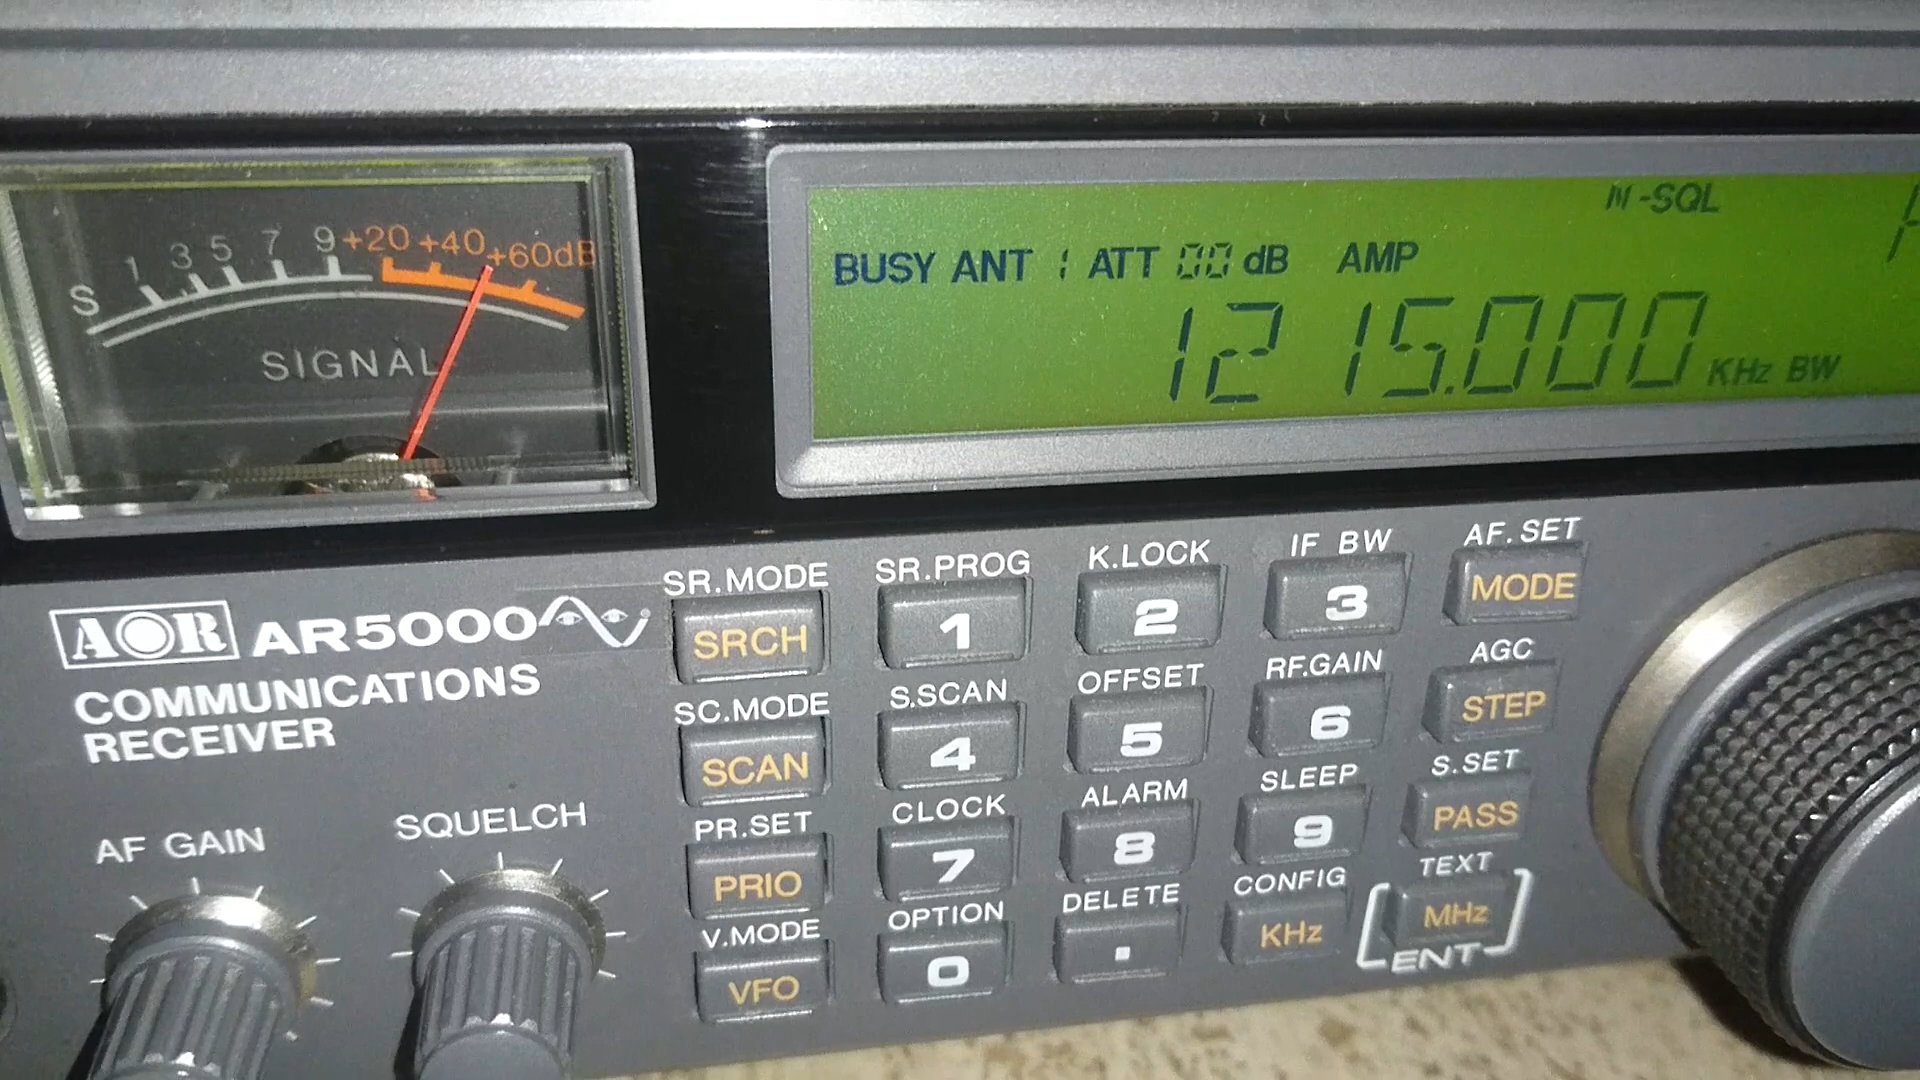 S 1 3 5 7 9 +20 +40 +60dB
SIGNAL
M-SQL
BUSY ANT 1 ATT 00 dB AMP
1215.000 KHz BW
AOR AR5000
COMMUNICATIONS
RECEIVER
AF GAIN
SQUELCH
SR.MODE SR.PROG K.LOCK IF BW AF.SET
SRCH 1 2 3 MODE
SC.MODE S.SCAN OFFSET RF.GAIN AGC
SCAN 4 5 6 STEP
PR.SET CLOCK ALARM SLEEP S.SET
PRIO 7 8 9 PASS
V.MODE OPTION DELETE CONFIG TEXT
VFO 0 . KHz MHz
ENT